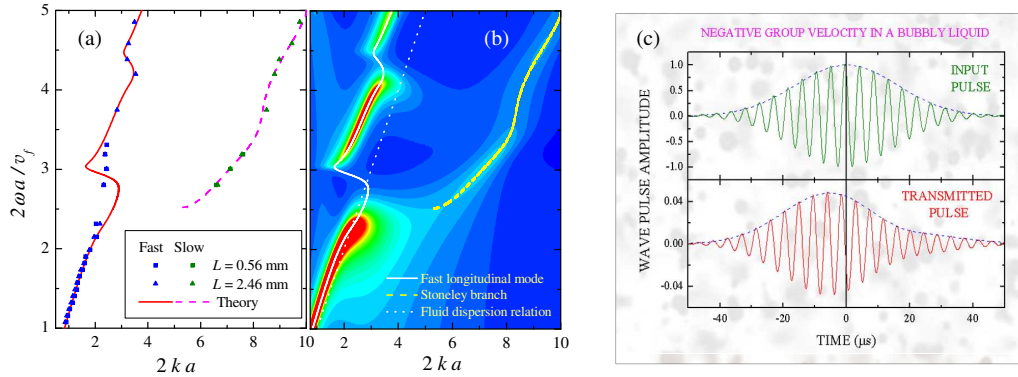 (a)
2 ω a / v_f
5
4
3
2
1
2 4 6 8 10
2 k a
Fast Slow
L = 0.56 mm
L = 2.46 mm
Theory
(b)
Fast longitudinal mode
Stoneley branch
Fluid dispersion relation
2 4 6 8 10
2 k a
(c)
NEGATIVE GROUP VELOCITY IN A BUBBLY LIQUID
WAVE PULSE AMPLITUDE
1.0
0.5
0.0
-0.5
-1.0
INPUT
PULSE
0.04
0.00
-0.04
TRANSMITTED
PULSE
-40 -20 0 20 40
TIME (µs)